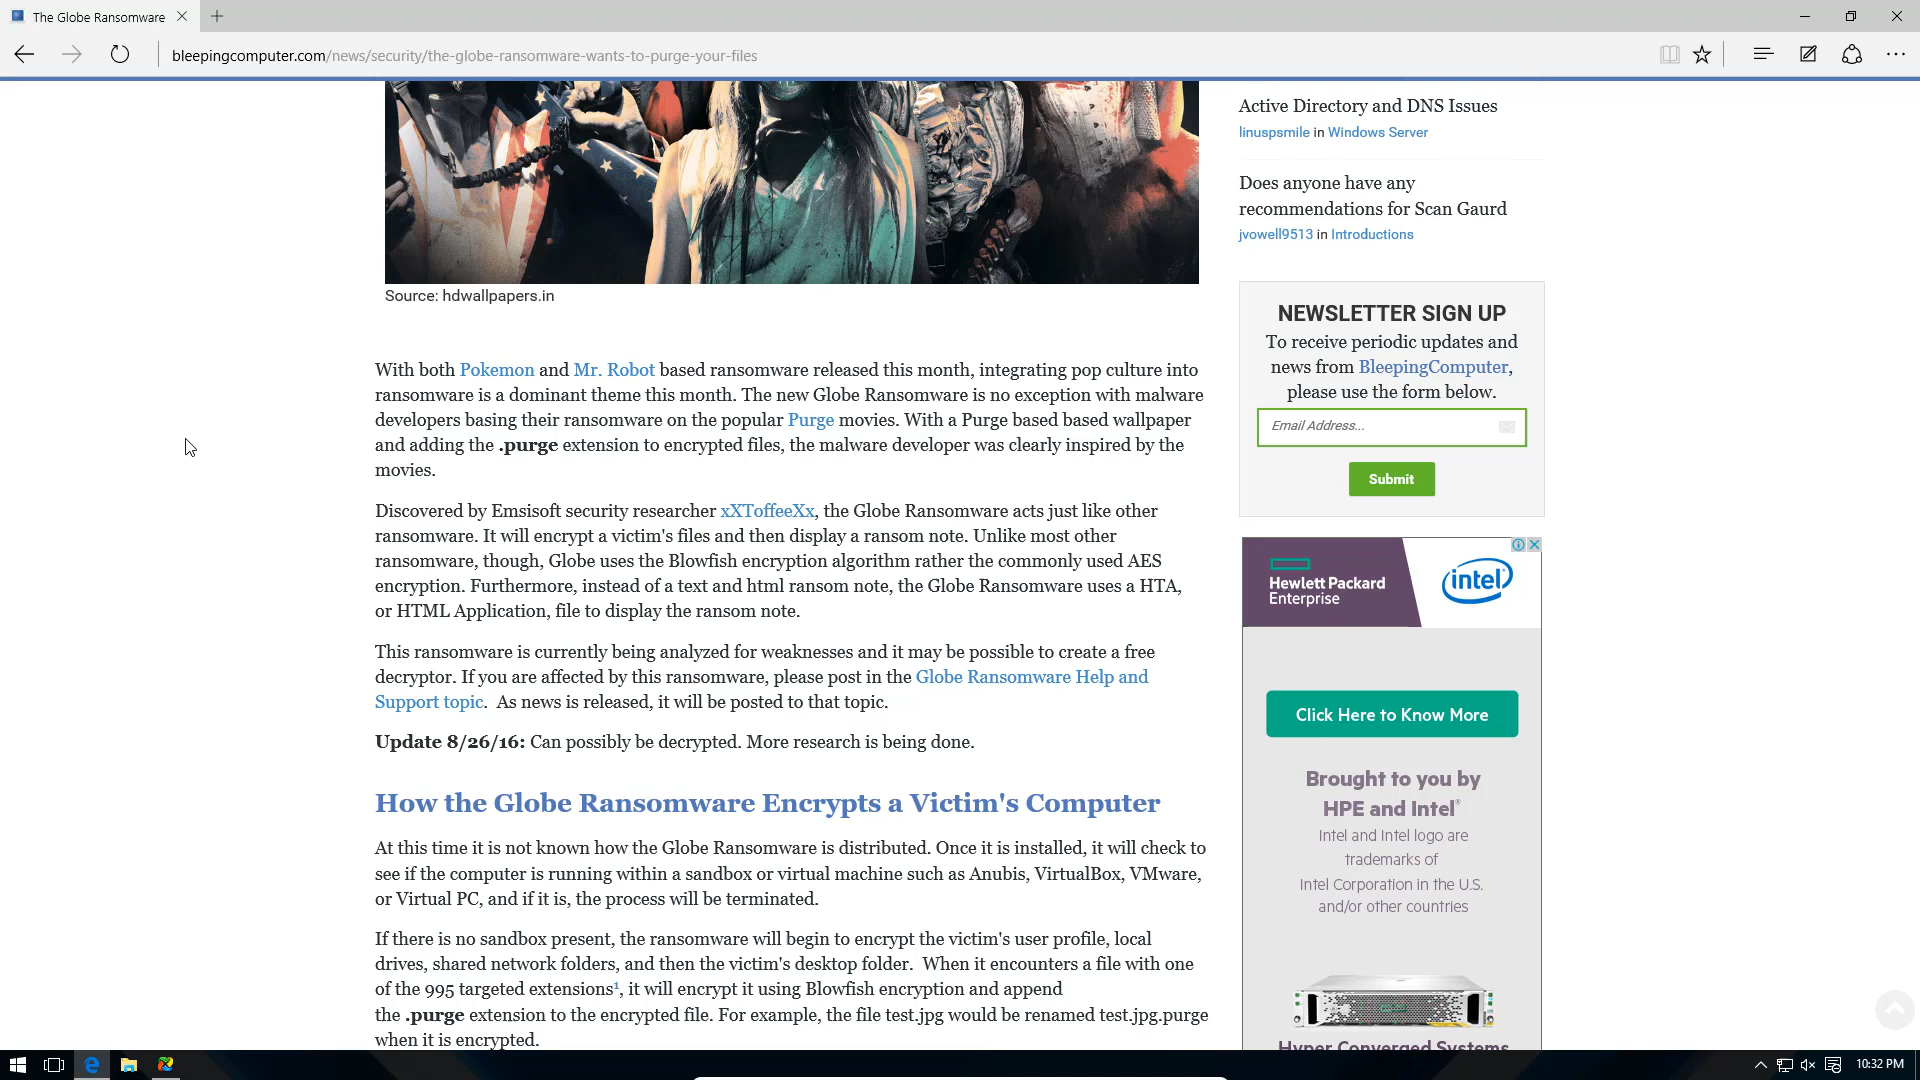 The Globe Ransomware
bleepingcomputer.com/news/security/the-globe-ransomware-wants-to-purge-your-files
Source: hdwallpapers.in
With both Pokemon and Mr. Robot based ransomware released this month, integrating pop culture into
ransomware is a dominant theme this month. The new Globe Ransomware is no exception with malware
developers basing their ransomware on the popular Purge movies. With a Purge based based wallpaper
and adding the .purge extension to encrypted files, the malware developer was clearly inspired by the
movies.
Discovered by Emsisoft security researcher xXToffeeXx, the Globe Ransomware acts just like other
ransomware. It will encrypt a victim's files and then display a ransom note. Unlike most other
ransomware, though, Globe uses the Blowfish encryption algorithm rather the commonly used AES
encryption. Furthermore, instead of a text and html ransom note, the Globe Ransomware uses a HTA,
or HTML Application, file to display the ransom note.
This ransomware is currently being analyzed for weaknesses and it may be possible to create a free
decryptor. If you are affected by this ransomware, please post in the Globe Ransomware Help and
Support topic. As news is released, it will be posted to that topic.
Update 8/26/16: Can possibly be decrypted. More research is being done.
How the Globe Ransomware Encrypts a Victim's Computer
At this time it is not known how the Globe Ransomware is distributed. Once it is installed, it will check to
see if the computer is running within a sandbox or virtual machine such as Anubis, VirtualBox, VMware,
or Virtual PC, and if it is, the process will be terminated.
If there is no sandbox present, the ransomware will begin to encrypt the victim's user profile, local
drives, shared network folders, and then the victim's desktop folder. When it encounters a file with one
of the 995 targeted extensions¹, it will encrypt it using Blowfish encryption and append
the .purge extension to the encrypted file. For example, the file test.jpg would be renamed test.jpg.purge
when it is encrypted.
Active Directory and DNS Issues
linuspsmile in Windows Server
Does anyone have any
recommendations for Scan Gaurd
jvowell9513 in Introductions
NEWSLETTER SIGN UP
To receive periodic updates and
news from BleepingComputer,
please use the form below.
Email Address...
Submit
Hewlett Packard
Enterprise
intel
Click Here to Know More
Brought to you by
HPE and Intel®
Intel and Intel logo are
trademarks of
Intel Corporation in the U.S.
and/or other countries
Hyper Converged Systems
10:32 PM